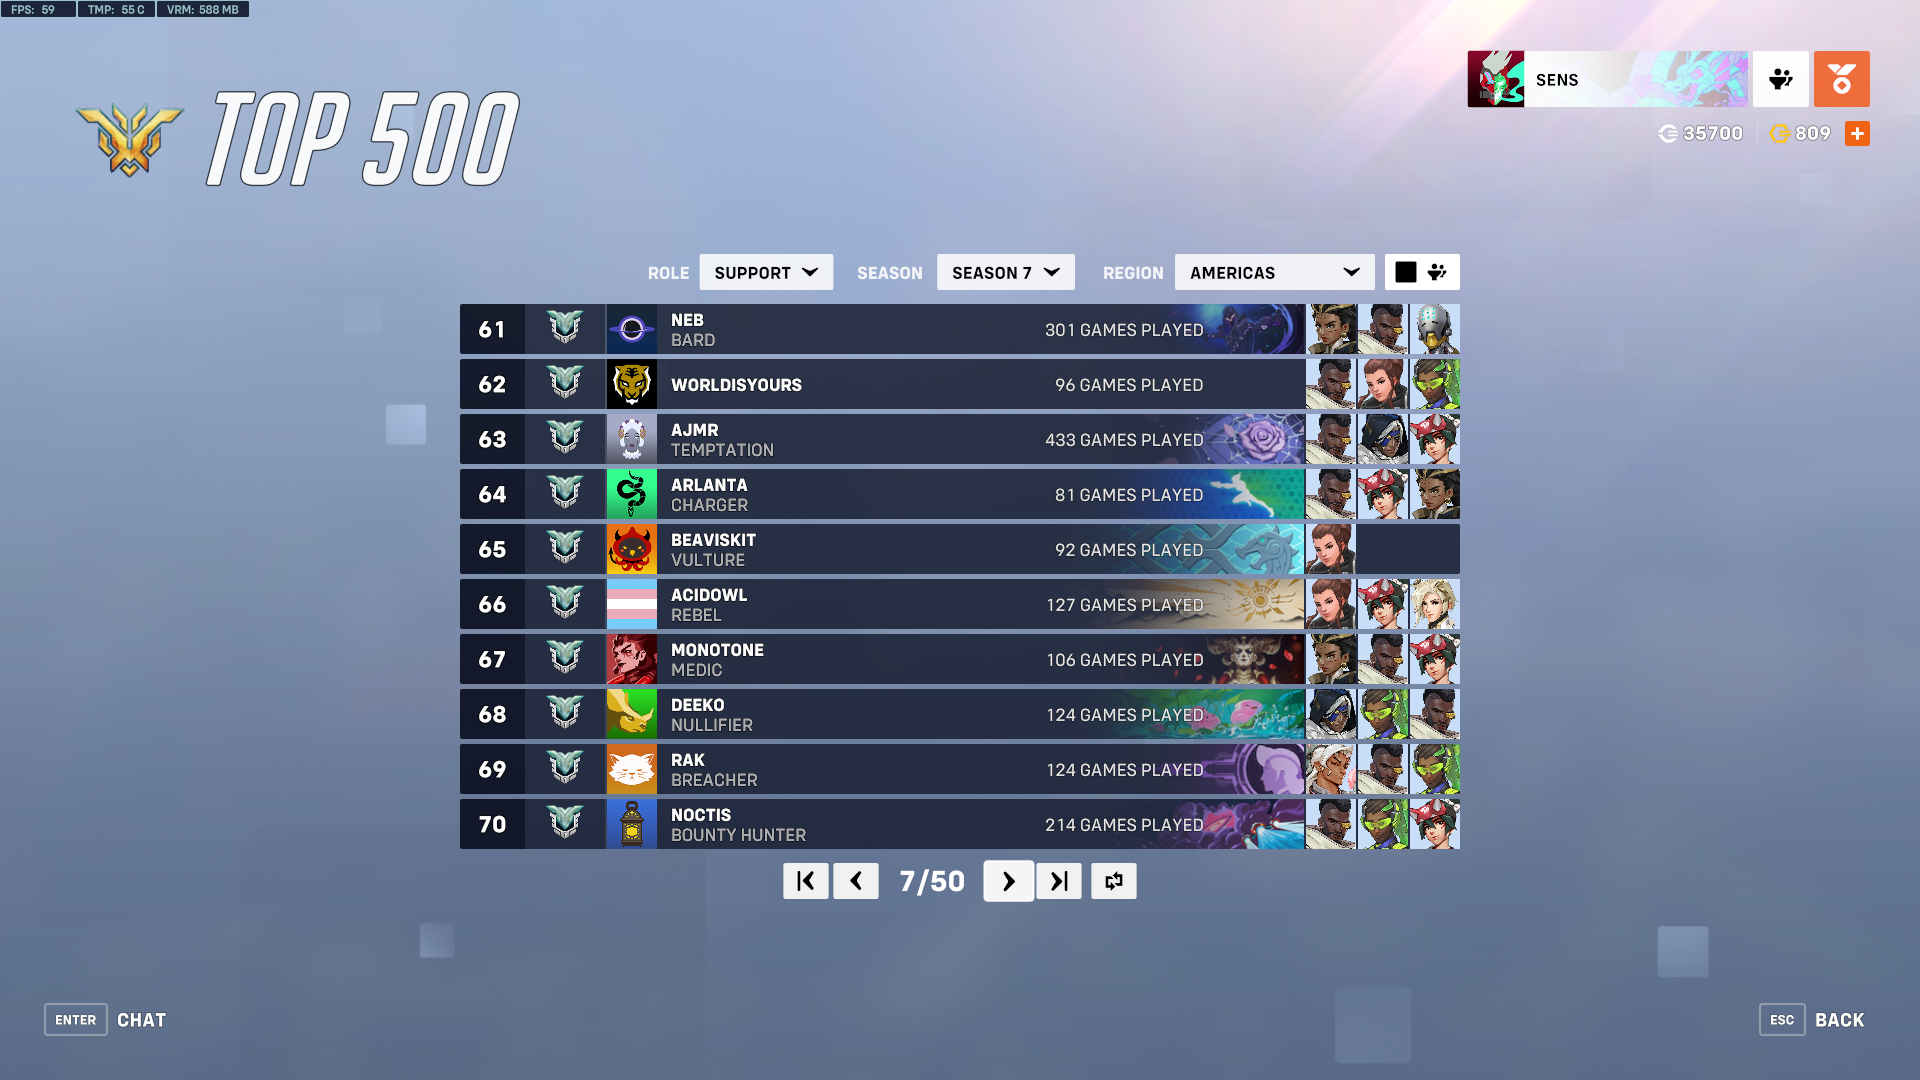 FPS: 59 TMP: 55 C VRM: 588 MB
TOP 500
SENS
35700 809
ROLE SUPPORT SEASON SEASON 7 REGION AMERICAS
61 NEB 301 GAMES PLAYED
BARD
62 WORLDISYOURS 96 GAMES PLAYED
63 AJMR 433 GAMES PLAYED
TEMPTATION
64 ARLANTA 81 GAMES PLAYED
CHARGER
65 BEAVISKIT 92 GAMES PLAYED
VULTURE
66 ACIDOWL 127 GAMES PLAYED
REBEL
67 MONOTONE 106 GAMES PLAYED
MEDIC
68 DEEKO 124 GAMES PLAYED
NULLIFIER
69 RAK 124 GAMES PLAYED
BREACHER
70 NOCTIS 214 GAMES PLAYED
BOUNTY HUNTER
7/50
ENTER CHAT
ESC BACK